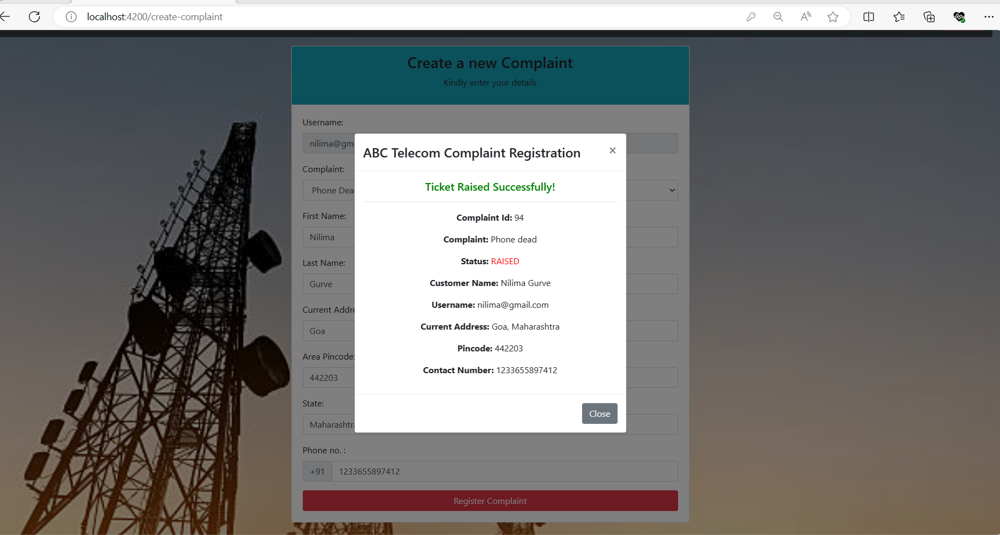 localhost:4200/create-complaint
Create a new Complaint
Kindly enter your details
Username:
nilima@gm
Complaint:
Phone Dea
First Name:
Nilima
Last Name:
Gurve
Current Addre
Goa
Area Pincode:
442203
State:
Maharashtra
Phone no. :
+91 1233655897412
Register Complaint
ABC Telecom Complaint Registration ×
Ticket Raised Successfully!
Complaint Id: 94
Complaint: Phone dead
Status: RAISED
Customer Name: Nilima Gurve
Username: nilima@gmail.com
Current Address: Goa, Maharashtra
Pincode: 442203
Contact Number: 1233655897412
Close